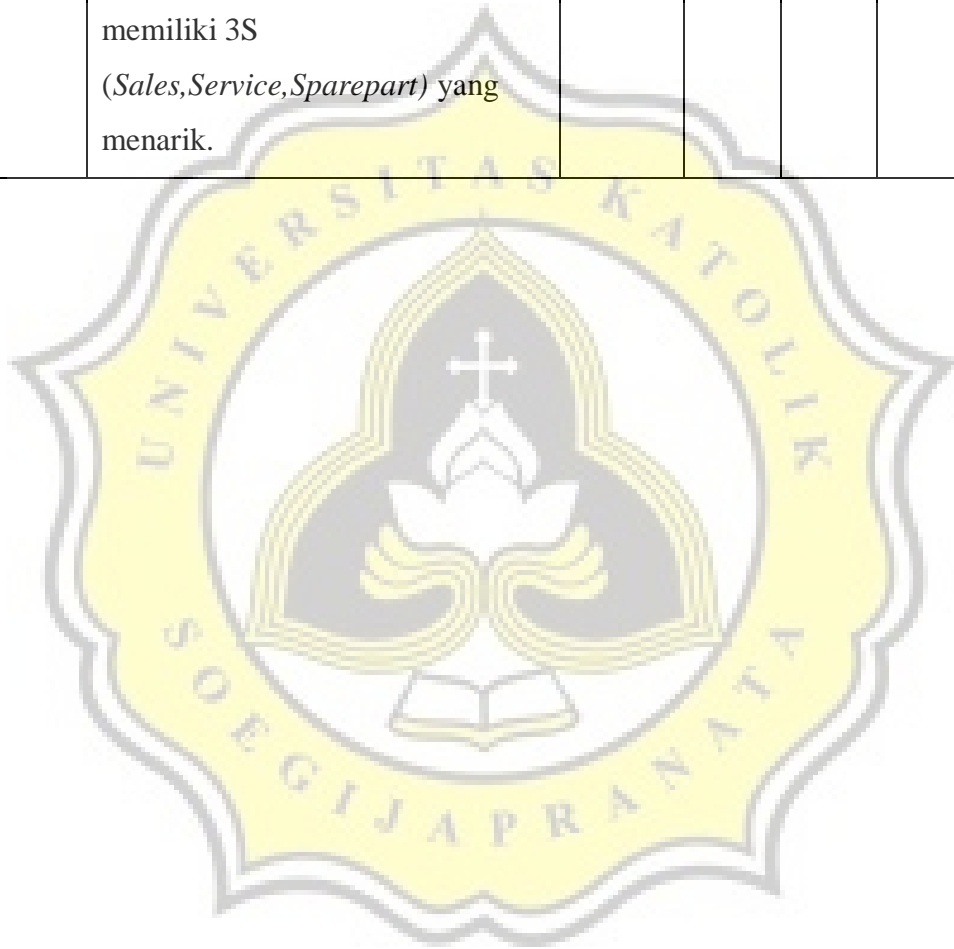 memiliki 3S
(Sales,Service,Sparepart) yang
menarik.
UNIVERSITAS KATOLIK
SOEGIJAPRANATA